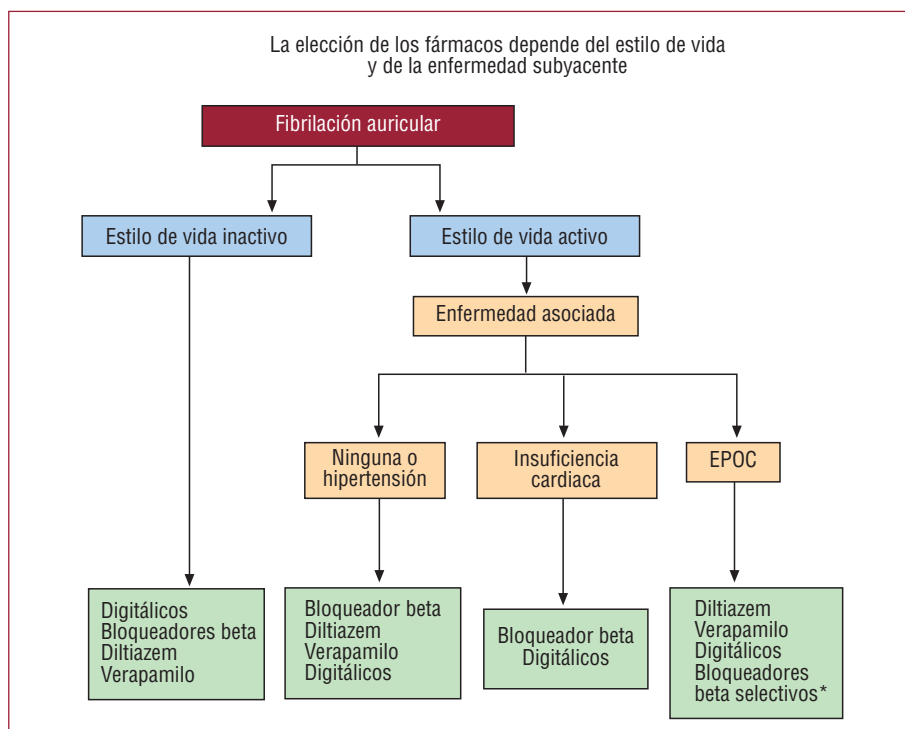 La elección de los fármacos depende del estilo de vida
y de la enfermedad subyacente
Fibrilación auricular
Estilo de vida inactivo
Estilo de vida activo
Enfermedad asociada
Ninguna o
hipertensión
Insuficiencia
cardiaca
EPOC
Digitálicos
Bloqueadores beta
Diltiazem
Verapamilo
Bloqueador beta
Diltiazem
Verapamilo
Digitálicos
Bloqueador beta
Digitálicos
Diltiazem
Verapamilo
Digitálicos
Bloqueadores
beta selectivos*